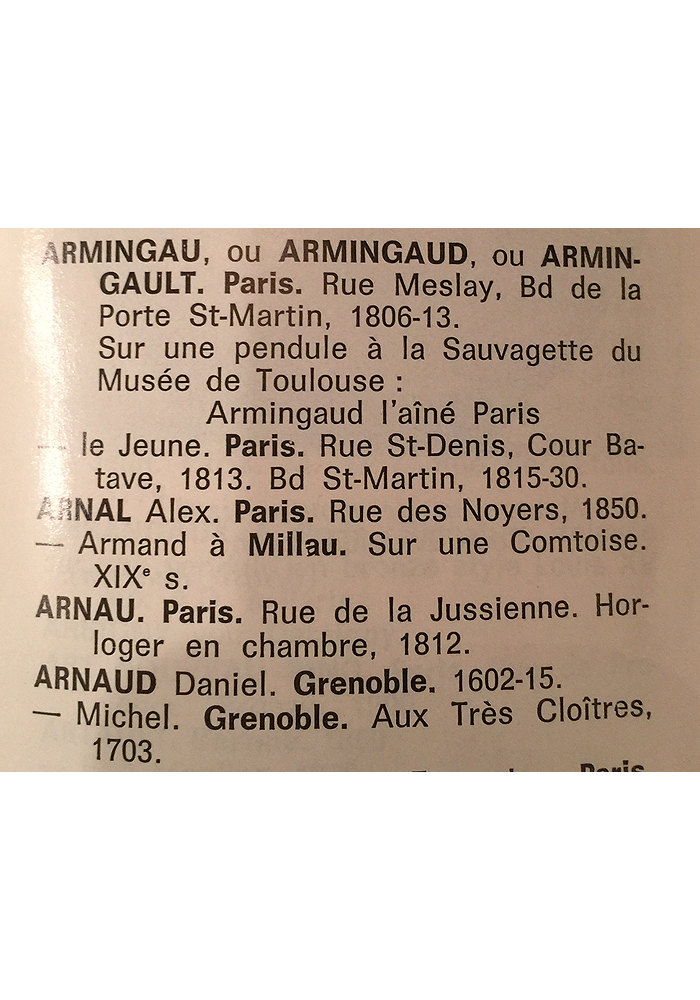 ARMINGAU, ou ARMINGAUD, ou ARMIN-
GAULT. Paris. Rue Meslay, Bd de la
Porte St-Martin, 1806-13.
Sur une pendule à la Sauvagette du
Musée de Toulouse :
Armingaud l'aîné Paris
— le Jeune. Paris. Rue St-Denis, Cour Ba-
tave, 1813. Bd St-Martin, 1815-30.
ARNAL Alex. Paris. Rue des Noyers, 1850.
— Armand à Millau. Sur une Comtoise.
XIXᵉ s.
ARNAU. Paris. Rue de la Jussienne. Hor-
loger en chambre, 1812.
ARNAUD Daniel. Grenoble. 1602-15.
— Michel. Grenoble. Aux Très Cloîtres,
1703.
Paris